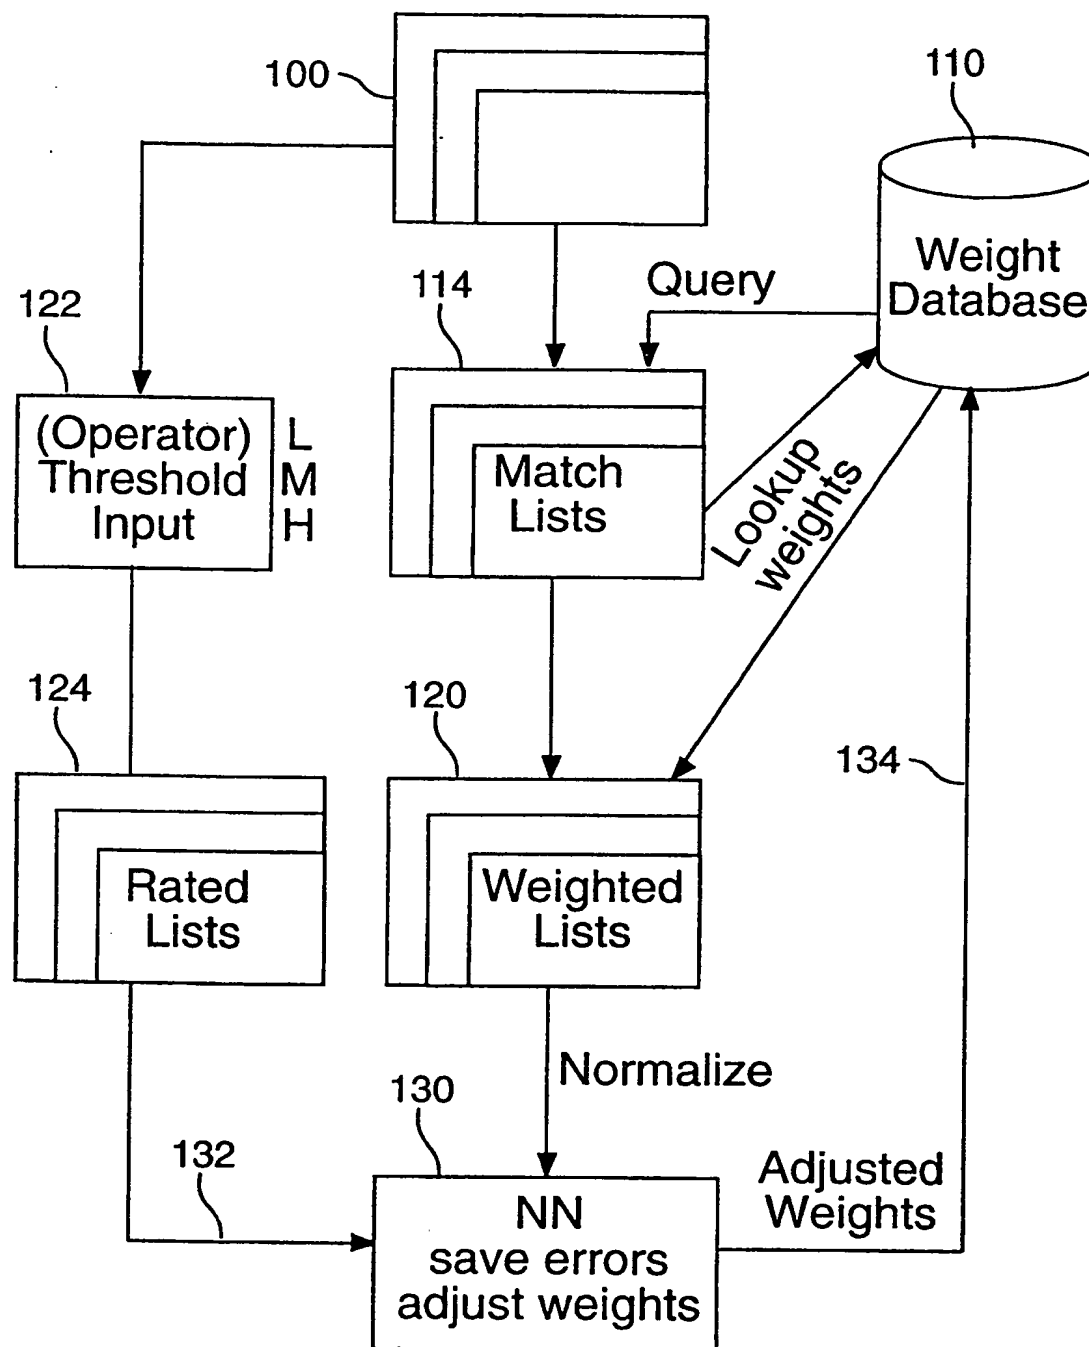 100
110
Weight
Database
Query
114
122
(Operator)
Threshold
Input
L
M
H
Match
Lists
Lookup
weights
124
120
134
Rated
Lists
Weighted
Lists
Normalize
130
132
NN
save errors
adjust weights
Adjusted
Weights